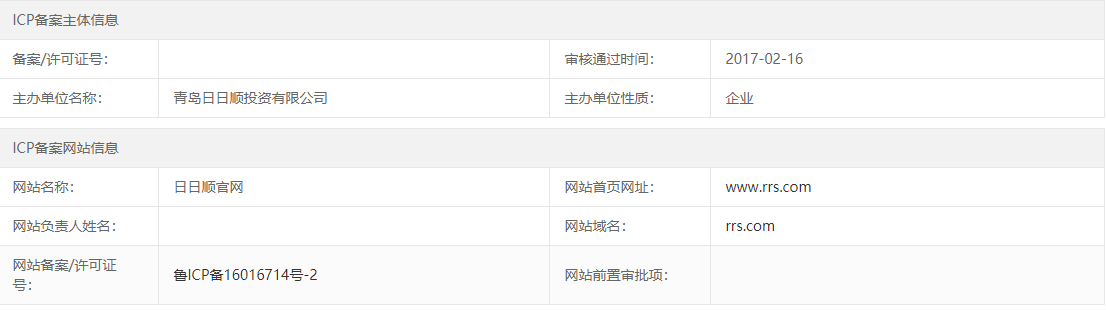 ICP备案主体信息
备案/许可证号：
审核通过时间：
2017-02-16
主办单位名称：
青岛日日顺投资有限公司
主办单位性质：
企业
ICP备案网站信息
网站名称：
日日顺官网
网站首页网址：
www.rrs.com
网站负责人姓名：
网站域名：
rrs.com
网站备案/许可证
号：
鲁ICP备16016714号-2
网站前置审批项：